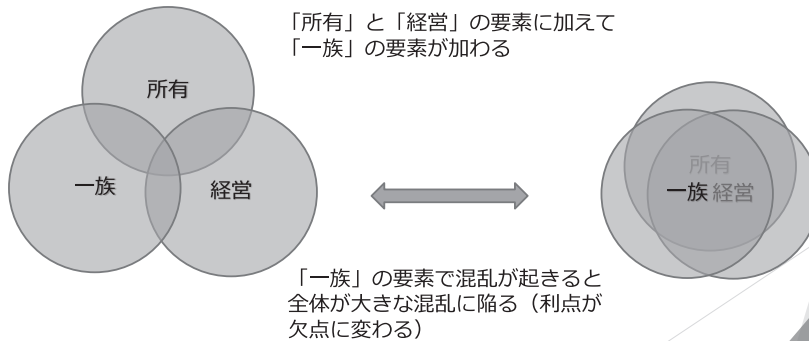 「所有」と「経営」の要素に加えて
「一族」の要素が加わる
所有
一族
経営
所有
一族
経営
「一族」の要素で混乱が起きると
全体が大きな混乱に陥る（利点が
欠点に変わる）